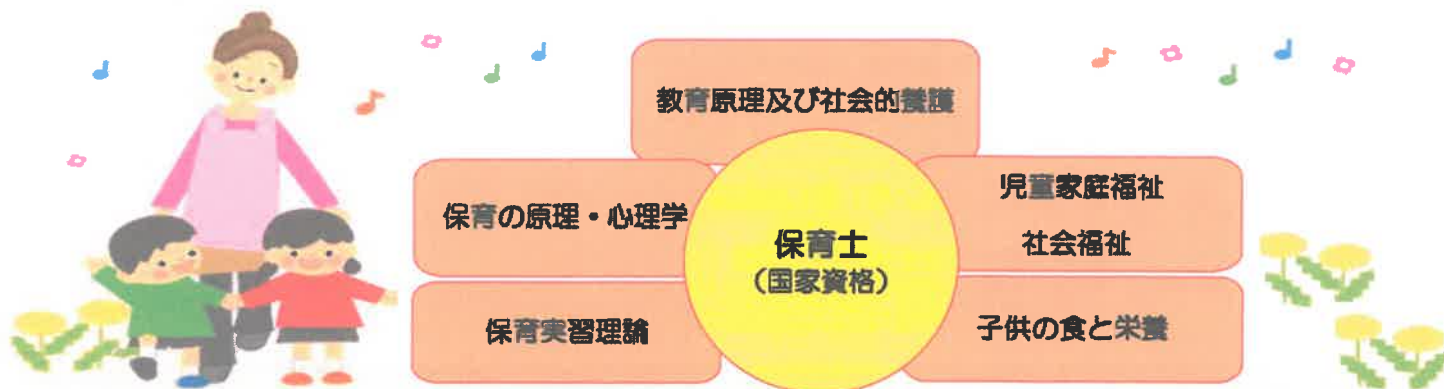 教育原理及び社会的養護
保育の原理・心理学
児童家庭福祉
社会福祉
保育士
(国家資格)
保育実習理論
子供の食と栄養